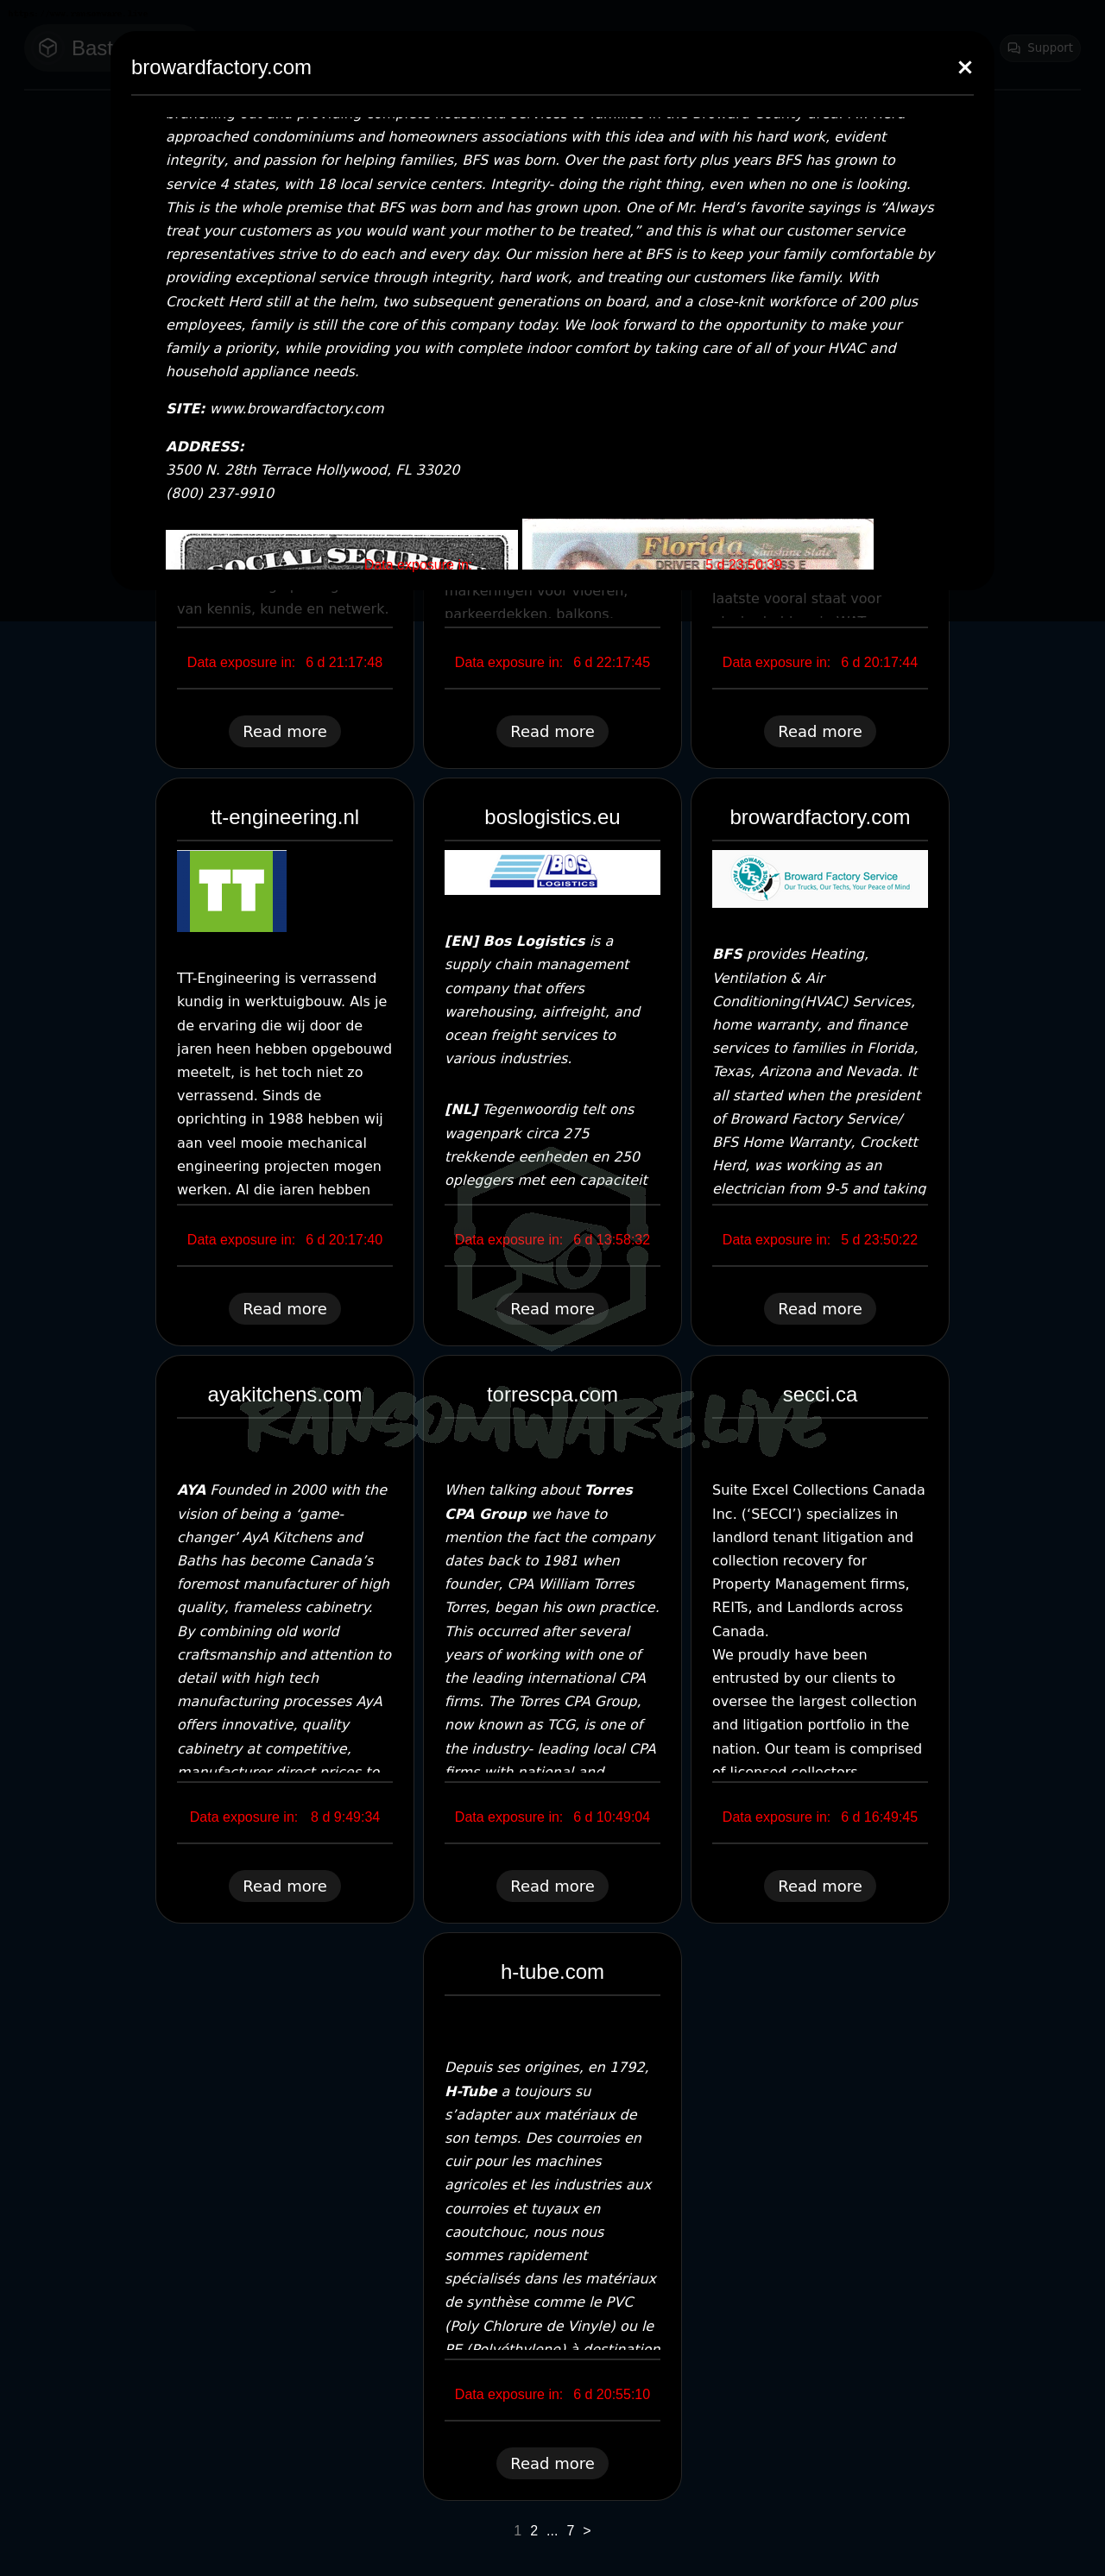 Bast
Support
browardfactory.com
×
approached condominiums and homeowners associations with this idea and with his hard work, evident
integrity, and passion for helping families, BFS was born. Over the past forty plus years BFS has grown to
service 4 states, with 18 local service centers. Integrity- doing the right thing, even when no one is looking.
This is the whole premise that BFS was born and has grown upon. One of Mr. Herd’s favorite sayings is “Always
treat your customers as you would want your mother to be treated,” and this is what our customer service
representatives strive to do each and every day. Our mission here at BFS is to keep your family comfortable by
providing exceptional service through integrity, hard work, and treating our customers like family. With
Crockett Herd still at the helm, two subsequent generations on board, and a close-knit workforce of 200 plus
employees, family is still the core of this company today. We look forward to the opportunity to make your
family a priority, while providing you with complete indoor comfort by taking care of all of your HVAC and
household appliance needs.
SITE: www.browardfactory.com
ADDRESS:
3500 N. 28th Terrace Hollywood, FL 33020
(800) 237-9910
SOCIAL SECURITY
Florida
The Sunshine State
DRIVER LICENSE CLASS E
Data exposure in: 5 d 23:50:39
van kennis, kunde en netwerk.
markeringen voor vloeren,
parkeerdekken, balkons,
laatste vooral staat voor
Data exposure in: 6 d 21:17:48
Read more
Data exposure in: 6 d 22:17:45
Read more
Data exposure in: 6 d 20:17:44
Read more
tt-engineering.nl
TT
TT-Engineering is verrassend
kundig in werktuigbouw. Als je
de ervaring die wij door de
jaren heen hebben opgebouwd
meetelt, is het toch niet zo
verrassend. Sinds de
oprichting in 1988 hebben wij
aan veel mooie mechanical
engineering projecten mogen
werken. Al die jaren hebben
Data exposure in: 6 d 20:17:40
Read more
boslogistics.eu
BOS
LOGISTICS
[EN] Bos Logistics is a
supply chain management
company that offers
warehousing, airfreight, and
ocean freight services to
various industries.
[NL] Tegenwoordig telt ons
wagenpark circa 275
trekkende eenheden en 250
opleggers met een capaciteit
Data exposure in: 6 d 13:58:32
Read more
browardfactory.com
BROWARD
BFS
FACTORY SERVICE
Broward Factory Service
Our Trucks, Our Techs, Your Peace of Mind
BFS provides Heating,
Ventilation & Air
Conditioning(HVAC) Services,
home warranty, and finance
services to families in Florida,
Texas, Arizona and Nevada. It
all started when the president
of Broward Factory Service/
BFS Home Warranty, Crockett
Herd, was working as an
electrician from 9-5 and taking
Data exposure in: 5 d 23:50:22
Read more
RANSOMWARE.LIVE
ayakitchens.com
AYA Founded in 2000 with the
vision of being a ‘game-
changer’ AyA Kitchens and
Baths has become Canada’s
foremost manufacturer of high
quality, frameless cabinetry.
By combining old world
craftsmanship and attention to
detail with high tech
manufacturing processes AyA
offers innovative, quality
cabinetry at competitive,
manufacturer direct prices to
Data exposure in: 8 d 9:49:34
Read more
torrescpa.com
When talking about Torres
CPA Group we have to
mention the fact the company
dates back to 1981 when
founder, CPA William Torres
Torres, began his own practice.
This occurred after several
years of working with one of
the leading international CPA
firms. The Torres CPA Group,
now known as TCG, is one of
the industry- leading local CPA
firms with national and
Data exposure in: 6 d 10:49:04
Read more
secci.ca
Suite Excel Collections Canada
Inc. (‘SECCI’) specializes in
landlord tenant litigation and
collection recovery for
Property Management firms,
REITs, and Landlords across
Canada.
We proudly have been
entrusted by our clients to
oversee the largest collection
and litigation portfolio in the
nation. Our team is comprised
of licensed collectors,
Data exposure in: 6 d 16:49:45
Read more
h-tube.com
Depuis ses origines, en 1792,
H-Tube a toujours su
s’adapter aux matériaux de
son temps. Des courroies en
cuir pour les machines
agricoles et les industries aux
courroies et tuyaux en
caoutchouc, nous nous
sommes rapidement
spécialisés dans les matériaux
de synthèse comme le PVC
(Poly Chlorure de Vinyle) ou le
PE (Polyéthylene) à destination
Data exposure in: 6 d 20:55:10
Read more
1 2 ... 7 >